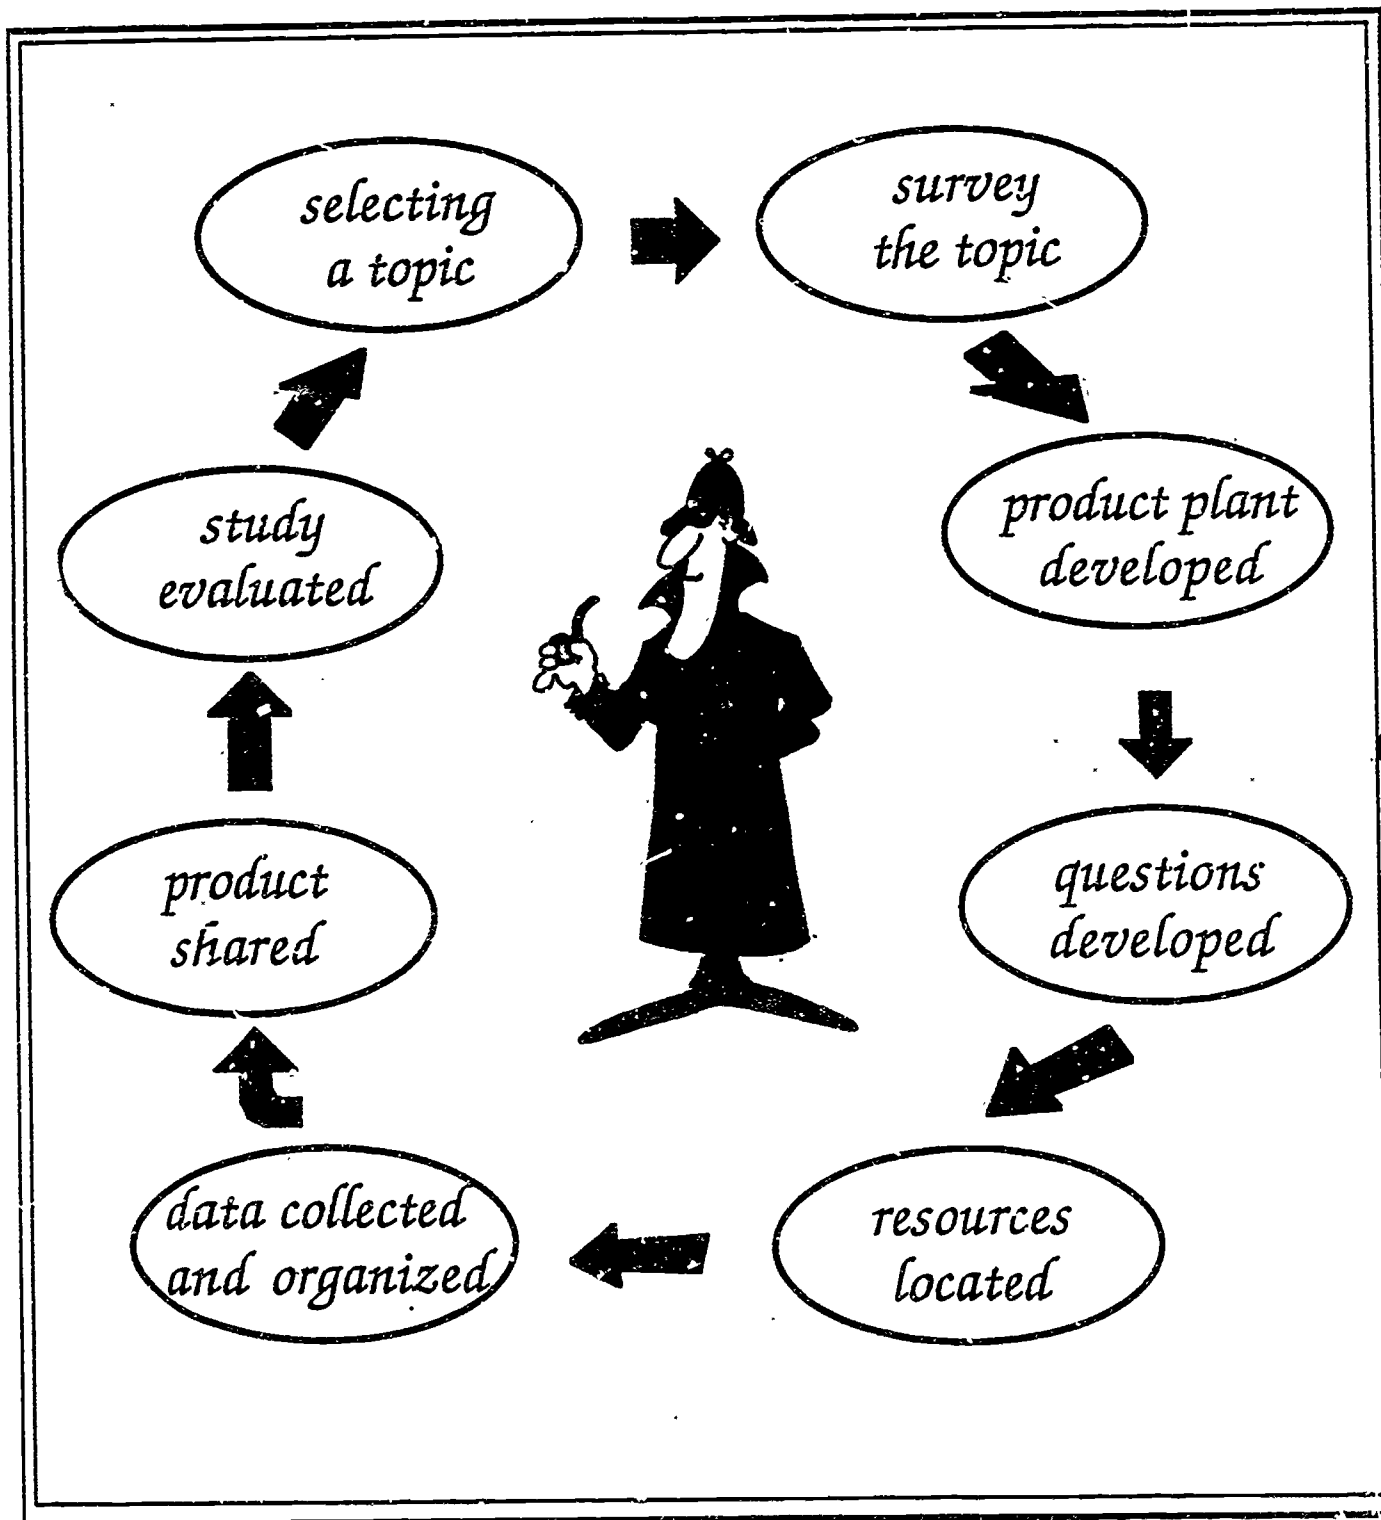 selecting
a topic
survey
the topic
product plant
developed
questions
developed
resources
located
data collected
and organized
product
shared
study
evaluated